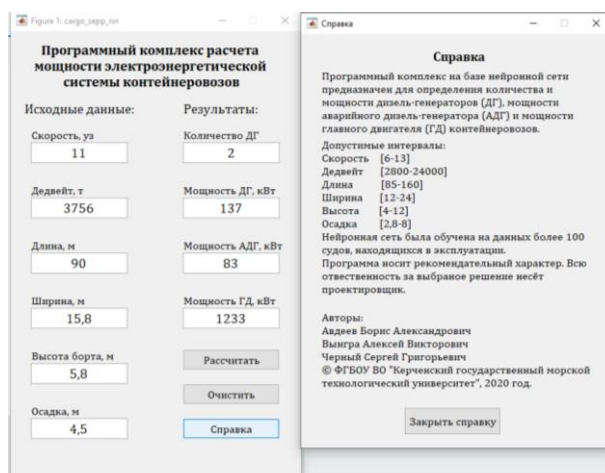 Figure 1: cargo_sepp_nn
Программный комплекс расчета
мощности электроэнергетической
системы контейнеровозов
Исходные данные:
Результаты:
Скорость, уз
11
Количество ДГ
2
Дедвейт, т
3756
Мощность ДГ, кВт
137
Длина, м
90
Мощность АДГ, кВт
83
Ширина, м
15,8
Мощность ГД, кВт
1233
Высота борта, м
5,8
Рассчитать
Очистить
Осадка, м
4,5
Справка
Справка
Справка
Программный комплекс на базе нейронной сети
предназначен для определения количества и
мощности дизель-генераторов (ДГ), мощности
аварийного дизель-генератора (АДГ) и мощности
главного двигателя (ГД) контейнеровозов.
Допустимые интервалы:
Скорость [6-13]
Дедвейт [2800-24000]
Длина [85-160]
Ширина [12-24]
Высота [4-12]
Осадка [2,8-8]
Нейронная сеть была обучена на данных более 100
судов, находящихся в эксплуатации.
Программа носит рекомендательный характер. Всю
отвественность за выбраное решение несёт
проектировщик.
Авторы:
Авдеев Борис Александрович
Вынгра Алексей Викторович
Черный Сергей Григорьевич
© ФГБОУ ВО "Керченский государственный морской
технологический университет", 2020 год.
Закрыть справку